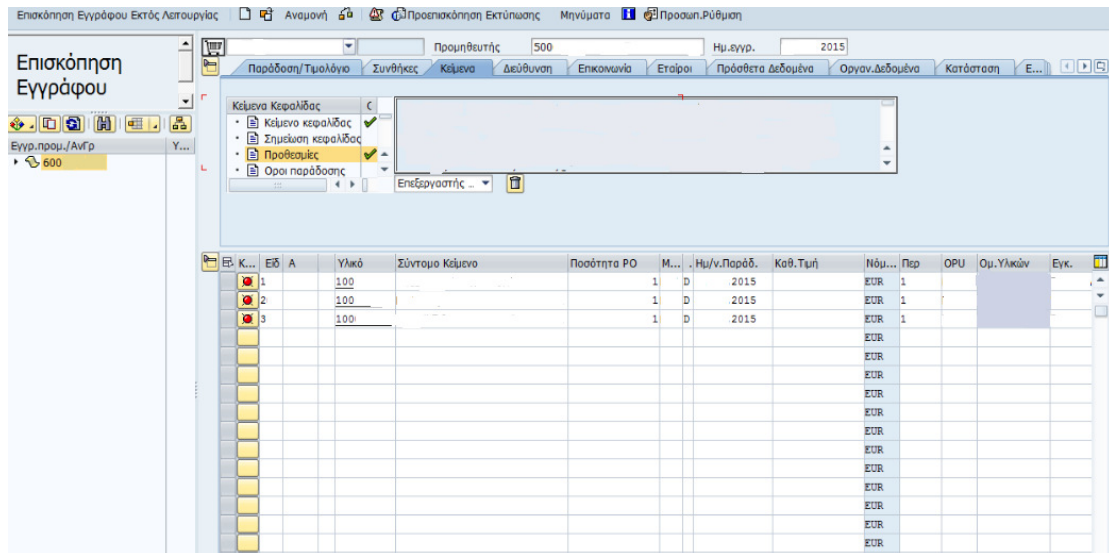 Επισκόπηση Εγγράφου Εκτός Λειτουργίας Αναμονή Προεπισκόπηση Εκτύπωσης Μηνύματα Προσωπ.Ρύθμιση
Επισκόπηση
Εγγράφου
Εγγρ.προμ./ΑνΓρ Υ...
600
Προμηθευτής 500 Ημ.εγγρ. 2015
Παράδοση/Τιμολόγιο Συνθήκες Κείμενα Διεύθυνση Επικοινωνία Εταίροι Πρόσθετα Δεδομένα Οργαν.Δεδομένα Κατάσταση Ε...
Κείμενα Κεφαλίδας C
Κείμενο κεφαλίδας
Σημείωση κεφαλίδας
Προθεσμίες
Οροι παράδοσης
Επεξεργαστής ...
Κ... Είδ Α Υλικό Σύντομο Κείμενο Ποσότητα PO Μ... . Ημ/ν.Παράδ. Καθ.Τιμή Νόμ... Περ OPU Ομ.Υλικών Εγκ.
1 100 1 D 2015 EUR 1
2 100 1 D 2015 EUR 1
3 100 1 D 2015 EUR 1
EUR
EUR
EUR
EUR
EUR
EUR
EUR
EUR
EUR
EUR
EUR
EUR